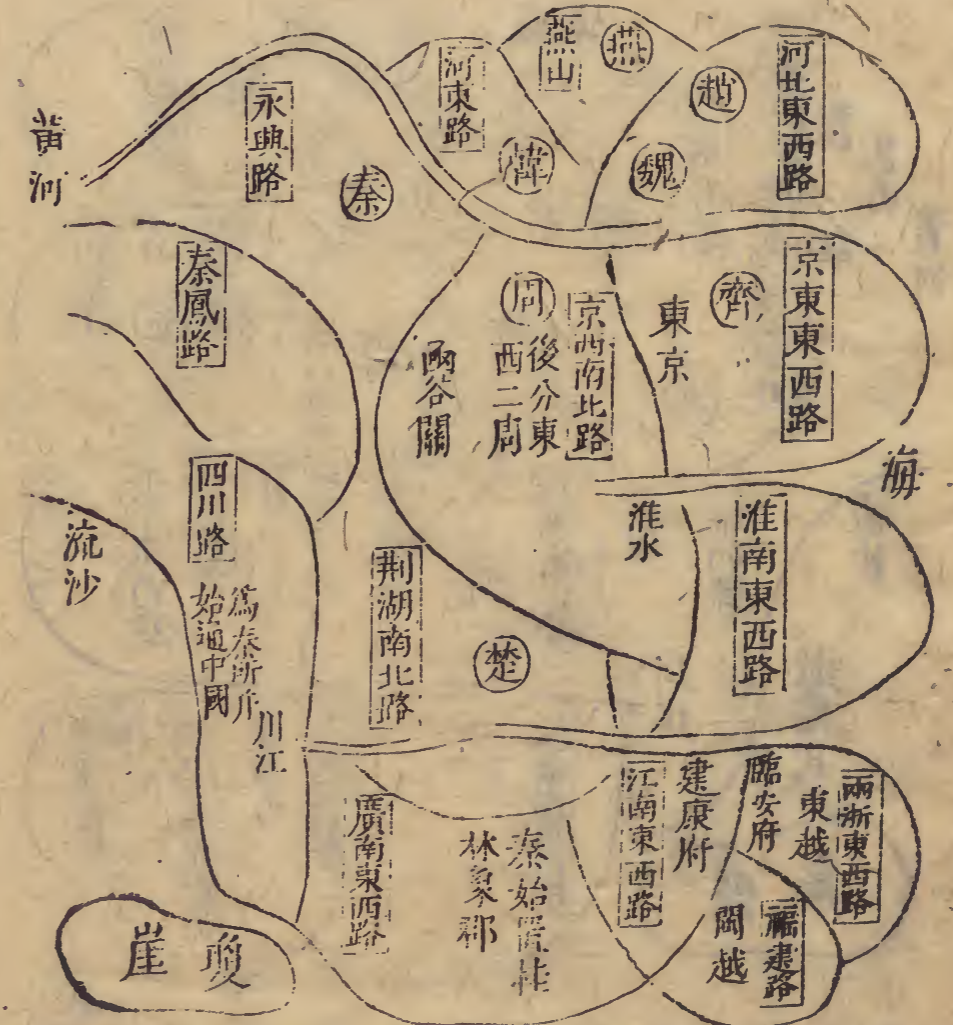 河北東西路
趙
燕
燕山
魏
河東路
韓
永興路
秦
黄河
京東東西路
齊
東京
京西南北路
周
後分東
西二周
函谷關
秦鳳路
海
淮南東西路
淮水
荆湖南北路
楚
四川路
為秦所并
始通中國
川江
流沙
兩浙東西路
東越
臨安府
建康府
江南東西路
福建路
閩越
秦始置桂
林象郡
廣南東西路
瓊
崖